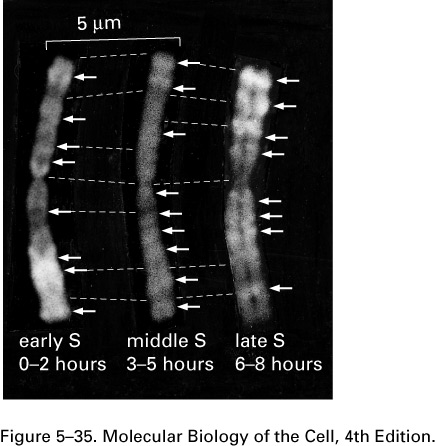 5 μm
early S middle S late S
0–2 hours 3–5 hours 6–8 hours
Figure 5–35. Molecular Biology of the Cell, 4th Edition.